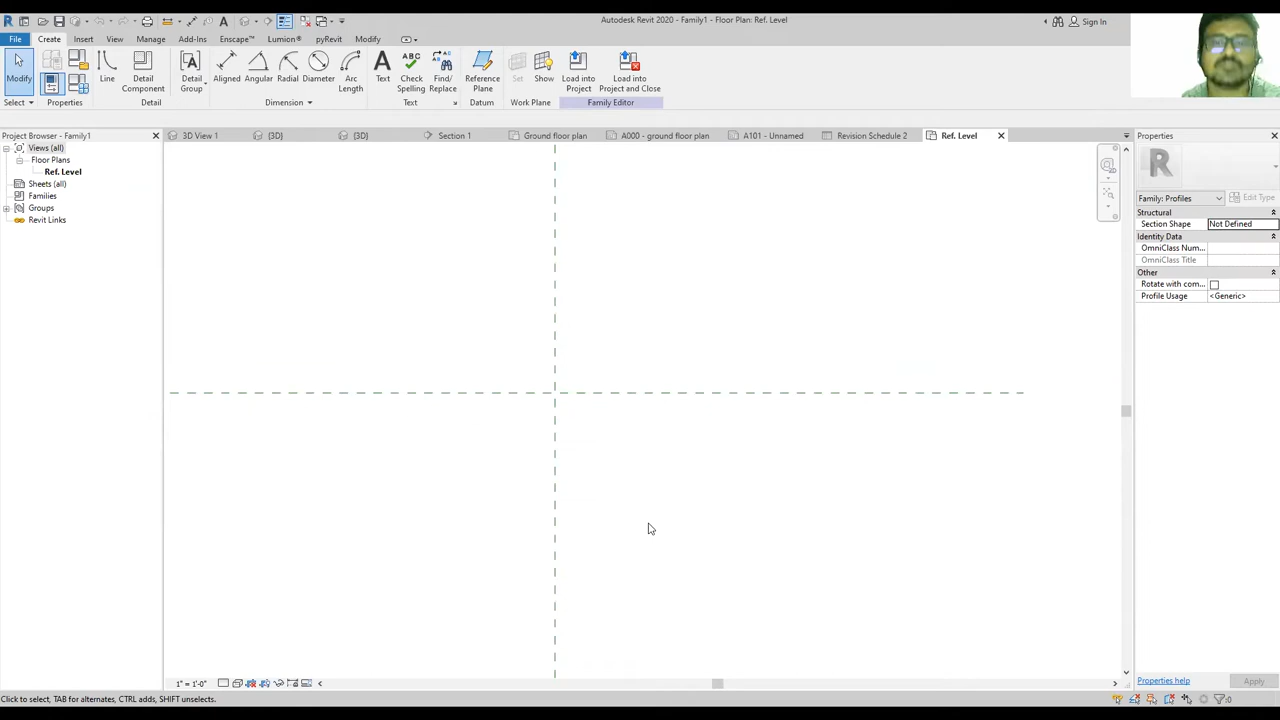 Autodesk Revit 2020 - Family1 - Floor Plan: Ref. Level
Sign In
File Create Insert View Manage Add-Ins Enscape™ Lumion® pyRevit Modify
Modify
Line
Detail Component
Detail Group
Aligned Angular Radial Diameter Arc Length
Text
Check Spelling
Find/ Replace
Reference Plane
Set Show
Load into Project
Load into Project and Close
Select Properties Detail Dimension Text Datum Work Plane Family Editor
Project Browser - Family1
3D View 1 {3D} {3D} Section 1 Ground floor plan A000 - ground floor plan A101 - Unnamed Revision Schedule 2 Ref. Level
Properties
Views (all)
Floor Plans
Ref. Level
Sheets (all)
Families
Groups
Revit Links
R
Family: Profiles Edit Type
Structural
Section Shape Not Defined
Identity Data
OmniClass Num...
OmniClass Title
Other
Rotate with com...
Profile Usage <Generic>
1" = 1'-0"
Properties help Apply
Click to select, TAB for alternates, CTRL adds, SHIFT unselects.
:0